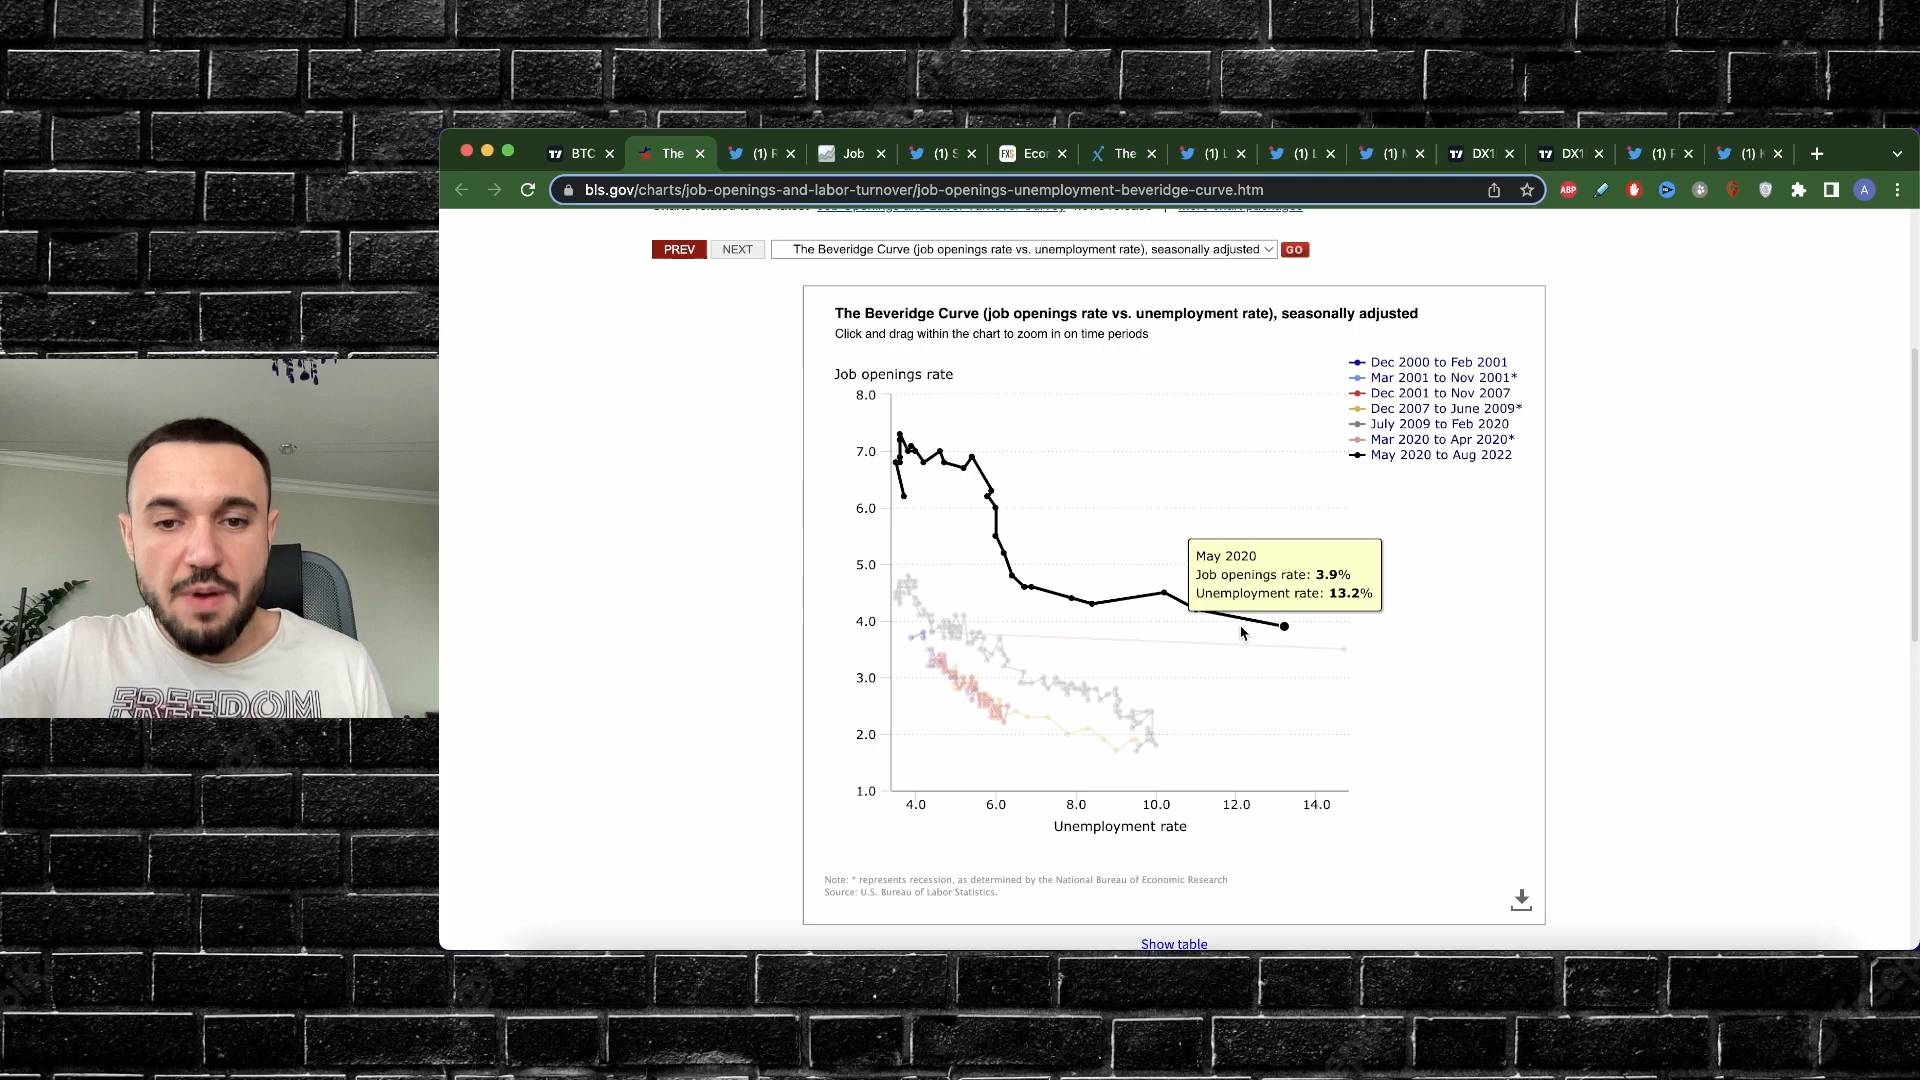 BTC
The
(1) F
Job
(1) S
FXS
Ecor
The
(1) L
(1) L
(1) M
DX1
DX1
(1) F
bls.gov/charts/job-openings-and-labor-turnover/job-openings-unemployment-beveridge-curve.htm
ABP
A
PREV
NEXT
The Beveridge Curve (job openings rate vs. unemployment rate), seasonally adjusted
GO
The Beveridge Curve (job openings rate vs. unemployment rate), seasonally adjusted
Click and drag within the chart to zoom in on time periods
Dec 2000 to Feb 2001
Mar 2001 to Nov 2001*
Dec 2001 to Nov 2007
Dec 2007 to June 2009*
July 2009 to Feb 2020
Mar 2020 to Apr 2020*
May 2020 to Aug 2022
Job openings rate
8.0
7.0
6.0
5.0
4.0
3.0
2.0
1.0
May 2020
Job openings rate: 3.9%
Unemployment rate: 13.2%
4.0
6.0
8.0
10.0
12.0
14.0
Unemployment rate
Note: * represents recession, as determined by the National Bureau of Economic Research
Source: U.S. Bureau of Labor Statistics.
Show table
FREEDOM